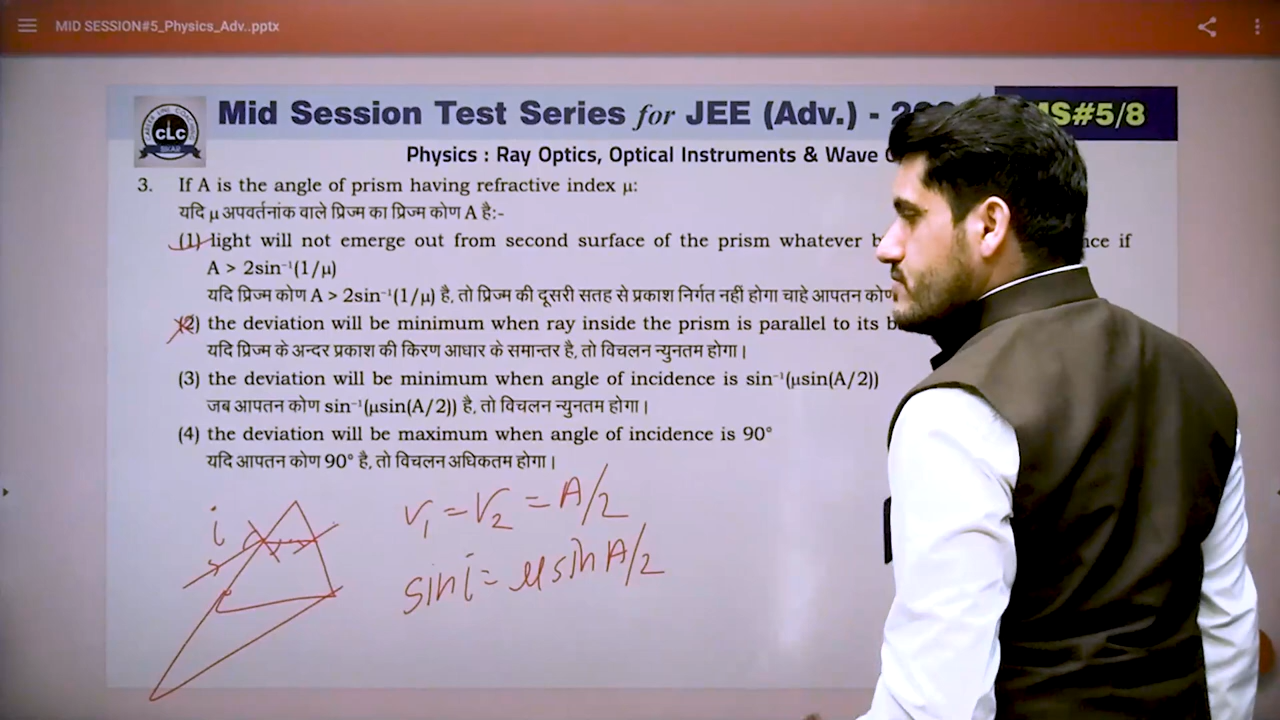 MID SESSION#5_Physics_Adv..pptx
CLC
Mid Session Test Series for JEE (Adv.) -
MS#5/8
Physics : Ray Optics, Optical Instruments & Wave
3. If A is the angle of prism having refractive index μ:
यदि μ अपवर्तनांक वाले प्रिज्म का प्रिज्म कोण A है:-
(1) light will not emerge out from second surface of the prism whatever if
A > 2sin⁻¹(1/μ)
यदि प्रिज्म कोण A > 2sin⁻¹(1/μ) है, तो प्रिज्म की दूसरी सतह से प्रकाश निर्गत नहीं होगा चाहे आपतन कोण
(2) the deviation will be minimum when ray inside the prism is parallel to its
यदि प्रिज्म के अन्दर प्रकाश की किरण आधार के समान्तर है, तो विचलन न्युनतम होगा।
(3) the deviation will be minimum when angle of incidence is sin⁻¹(μsin(A/2))
जब आपतन कोण sin⁻¹(μsin(A/2)) है, तो विचलन न्युनतम होगा।
(4) the deviation will be maximum when angle of incidence is 90°
यदि आपतन कोण 90° है, तो विचलन अधिकतम होगा।
i
r₁ = r₂ = A/2
sin i = μ sin A/2